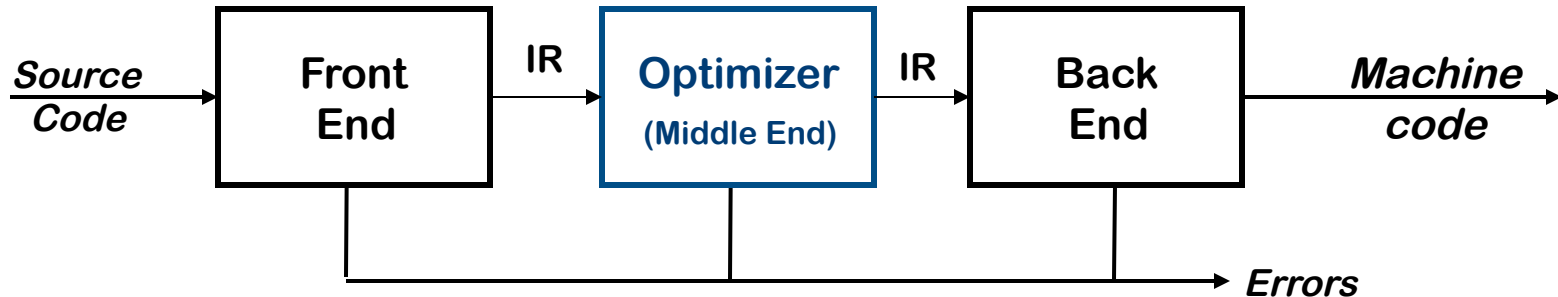 Source
Code
Front
End
IR
Optimizer
(Middle End)
IR
Back
End
Machine
code
Errors